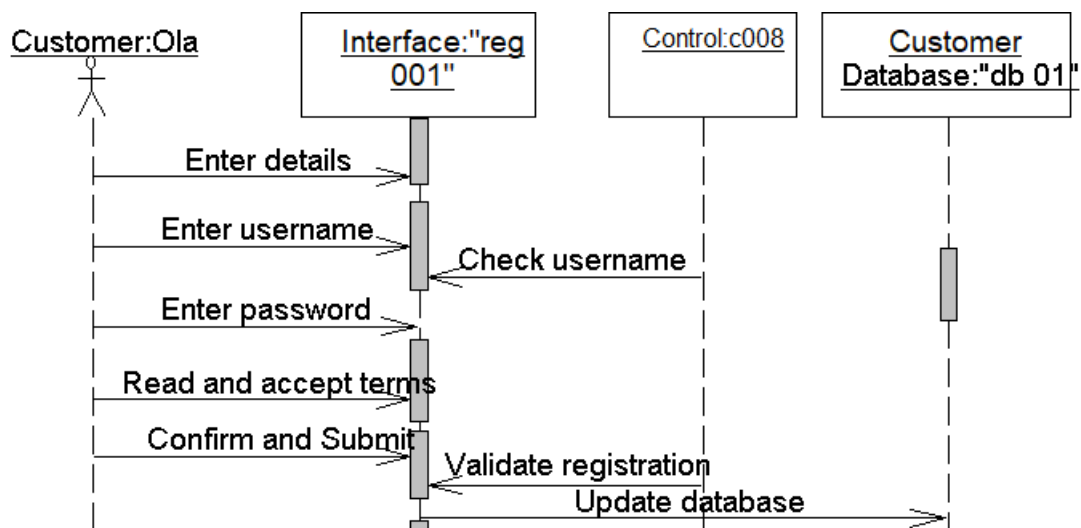 Customer:Ola
Interface:"reg
001"
Control:c008
Customer
Database:"db 01"
Enter details
Enter username
Check username
Enter password
Read and accept terms
Confirm and Submit
Validate registration
Update database